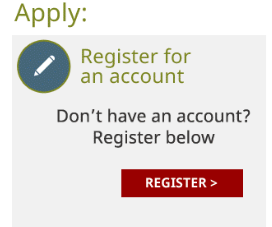 Apply:
Register for
an account
Don't have an account?
Register below
REGISTER >